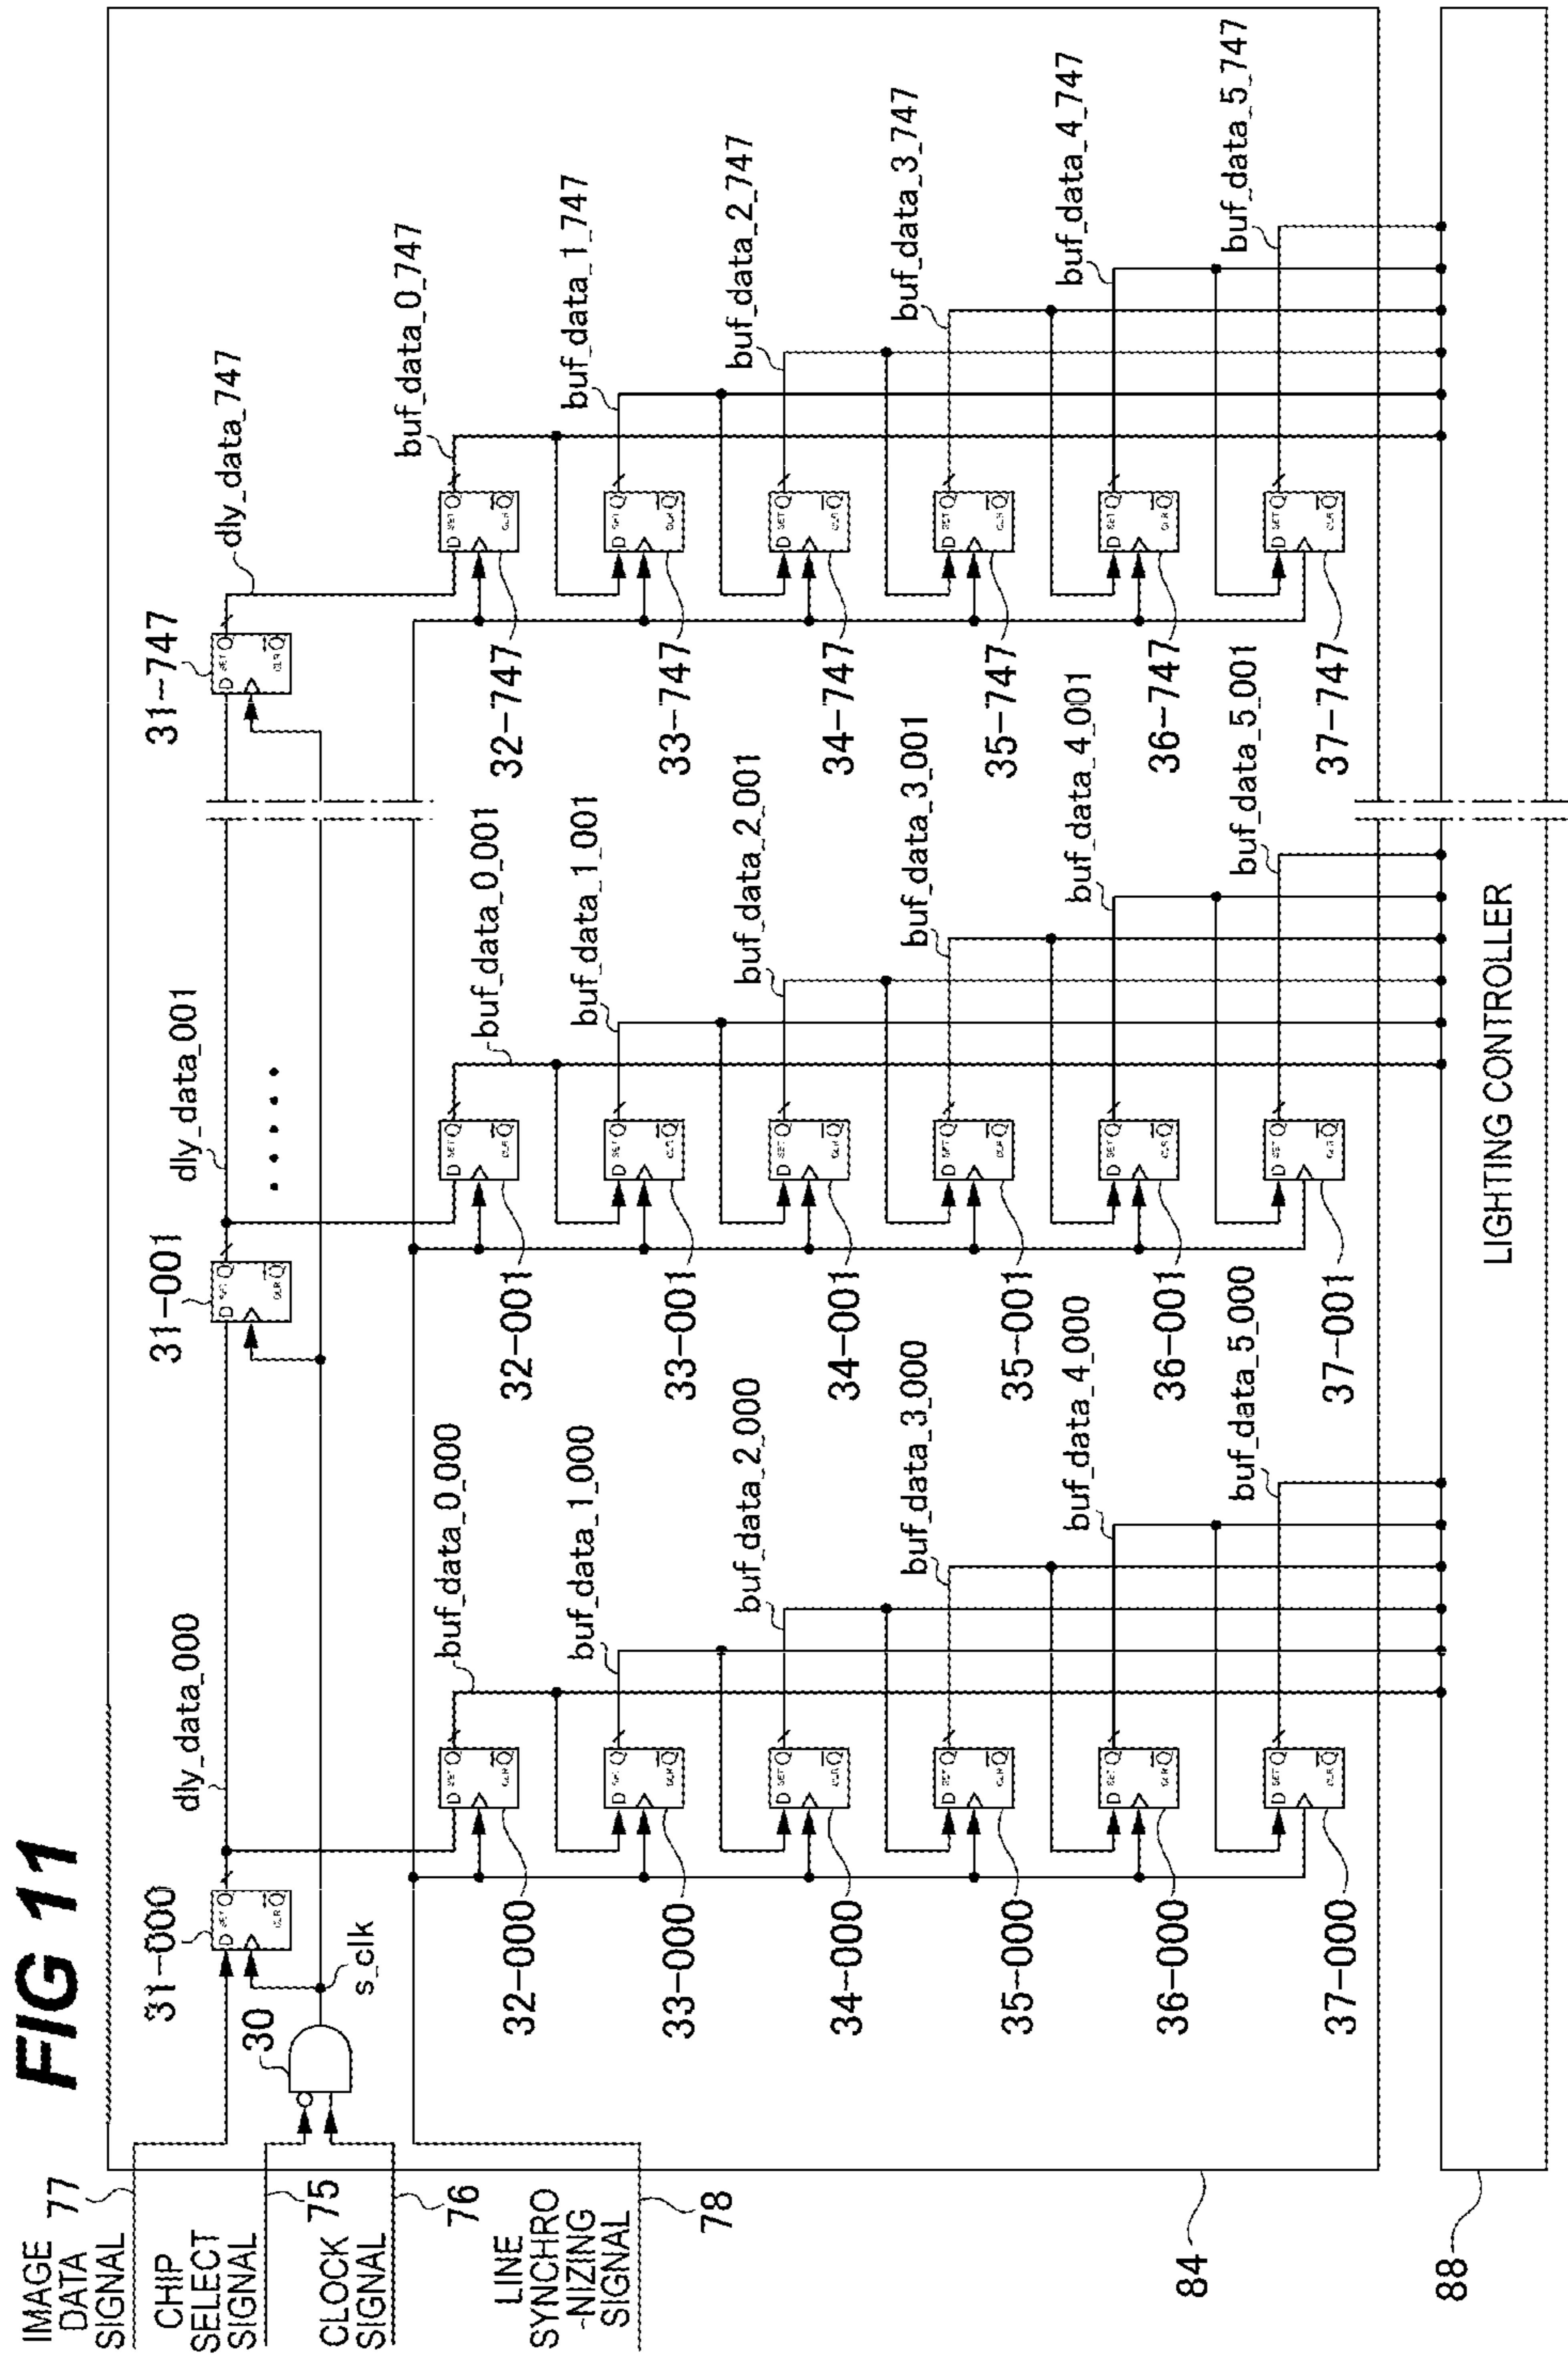 FIG 11
IMAGE
DATA
SIGNAL
77
CHIP
SELECT
SIGNAL
75
CLOCK
SIGNAL
76
LINE
SYNCHRO
-NIZING
SIGNAL
78
30
s_clk
31-000
dly_data_000
31-001
dly_data_001
31-747
dly_data_747
D SET Q
CLR Q
32-000
buf_data_0_000
32-001
buf_data_0_001
32-747
buf_data_0_747
33-000
buf_data_1_000
33-001
buf_data_1_001
33-747
buf_data_1_747
34-000
buf_data_2_000
34-001
buf_data_2_001
34-747
buf_data_2_747
35-000
buf_data_3_000
35-001
buf_data_3_001
35-747
buf_data_3_747
36-000
buf_data_4_000
36-001
buf_data_4_001
36-747
buf_data_4_747
37-000
buf_data_5_000
37-001
buf_data_5_001
37-747
buf_data_5_747
84
88
LIGHTING CONTROLLER